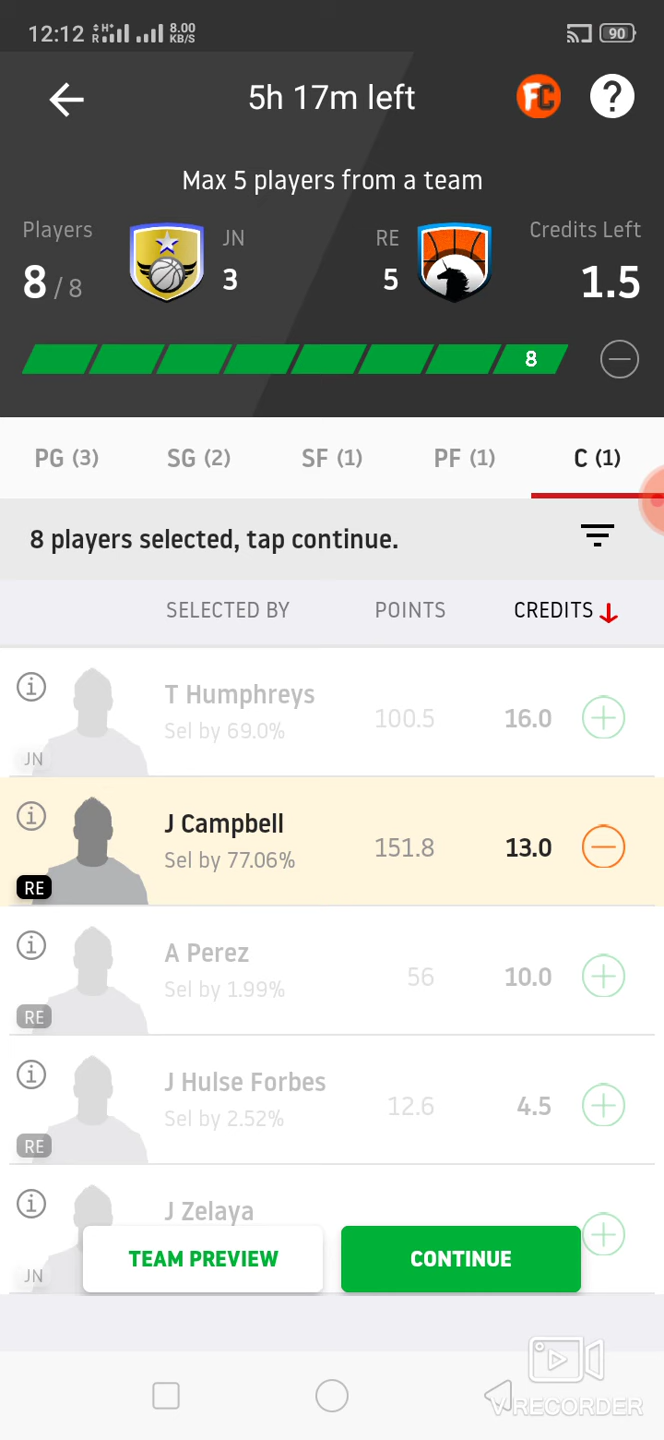 12:12 R H+ 8.00 KB/S 90
5h 17m left FC ?
Max 5 players from a team
Players JN RE Credits Left
8 / 8 3 5 1.5
8
PG (3) SG (2) SF (1) PF (1) C (1)
8 players selected, tap continue.
SELECTED BY POINTS CREDITS
T Humphreys
Sel by 69.0% 100.5 16.0
JN
J Campbell
Sel by 77.06% 151.8 13.0
RE
A Perez
Sel by 1.99% 56 10.0
RE
J Hulse Forbes
Sel by 2.52% 12.6 4.5
RE
J Zelaya
JN
TEAM PREVIEW CONTINUE
VRECORDER